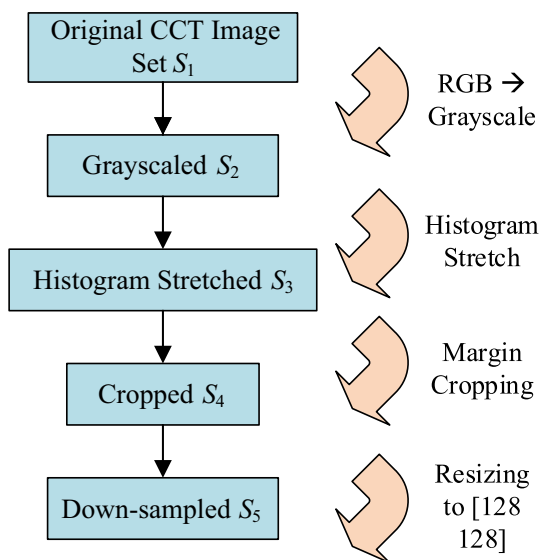 Original CCT Image
Set S1
RGB →
Grayscale
Grayscaled S2
Histogram
Stretch
Histogram Stretched S3
Margin
Cropping
Cropped S4
Resizing
to [128
128]
Down-sampled S5